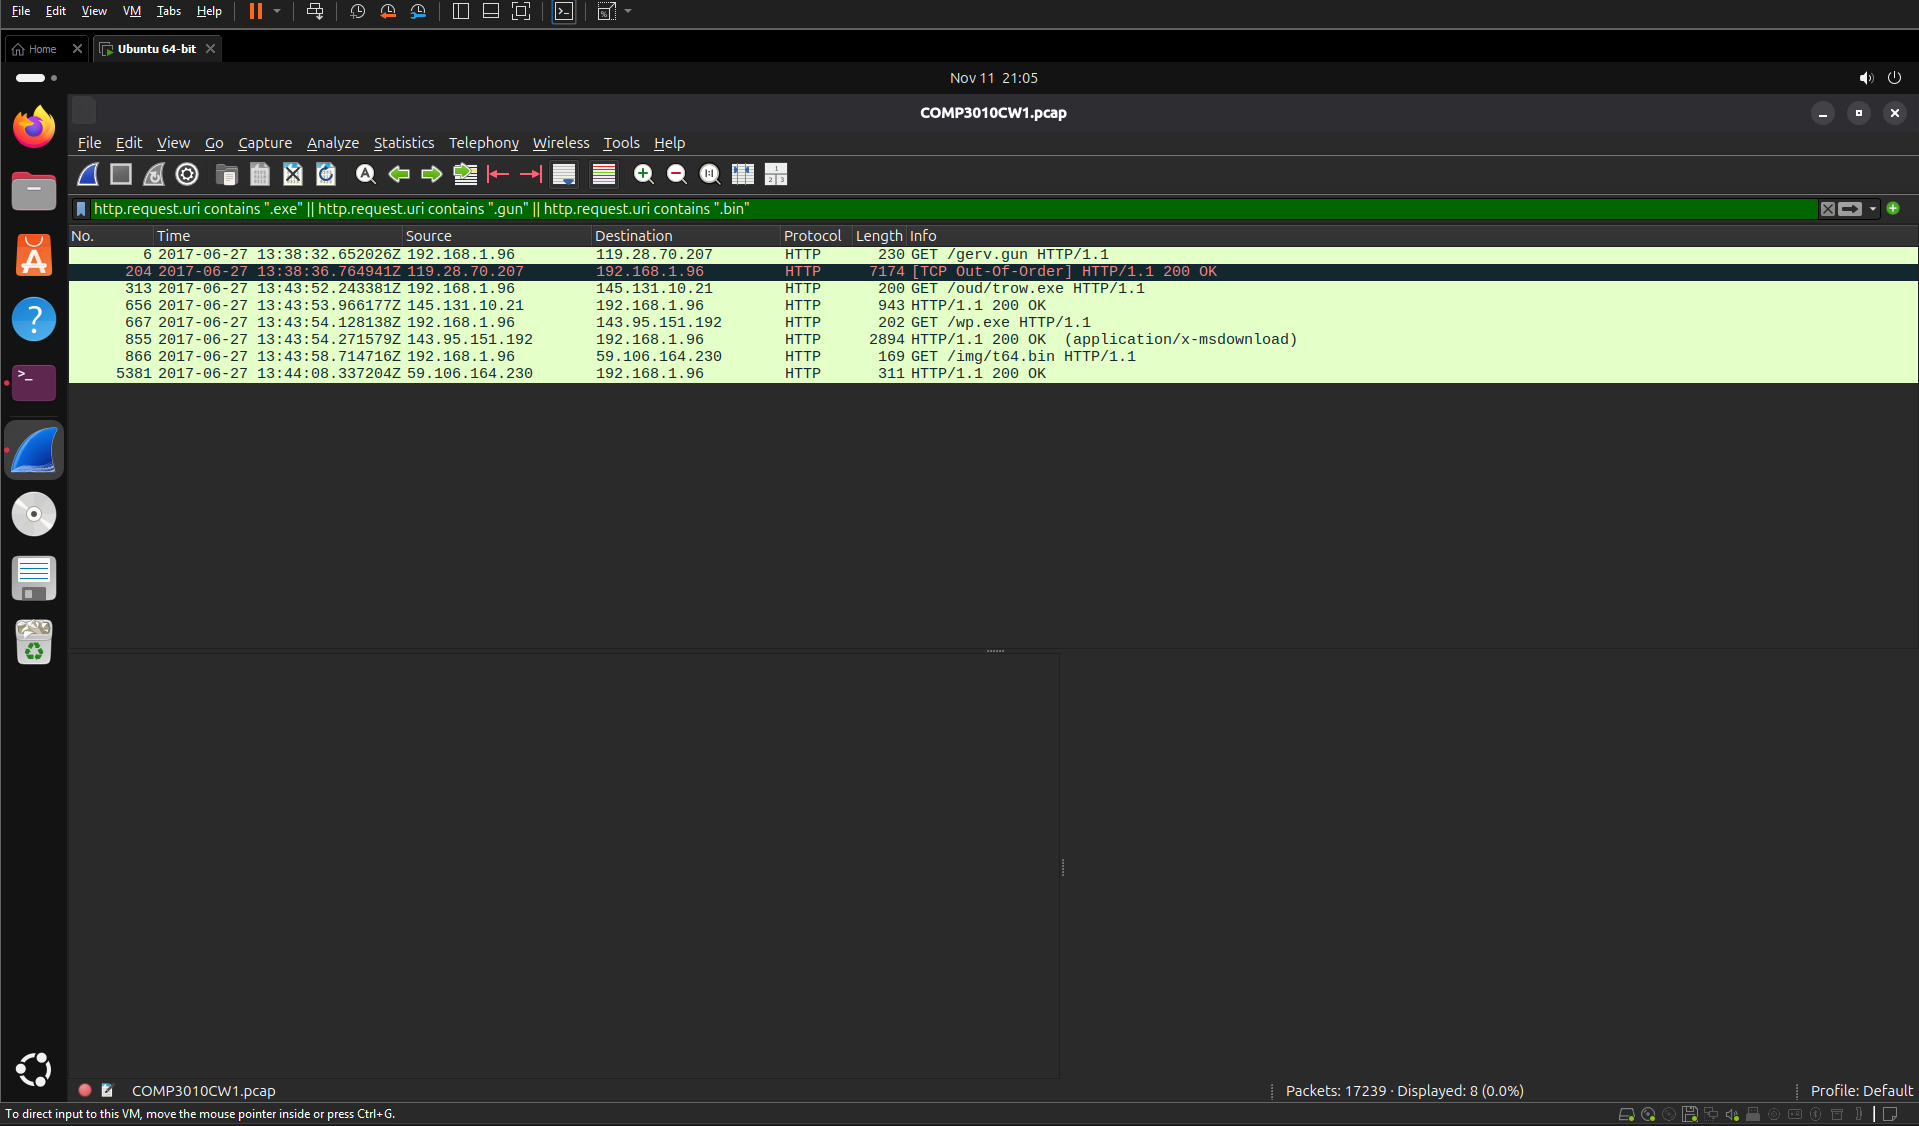 File Edit View VM Tabs Help
Home Ubuntu 64-bit
Nov 11 21:05
COMP3010CW1.pcap
File Edit View Go Capture Analyze Statistics Telephony Wireless Tools Help
http.request.uri contains ".exe" || http.request.uri contains ".gun" || http.request.uri contains ".bin"
No. Time Source Destination Protocol Length Info
6 2017-06-27 13:38:32.652026Z 192.168.1.96 119.28.70.207 HTTP 230 GET /gerv.gun HTTP/1.1
204 2017-06-27 13:38:36.764941Z 119.28.70.207 192.168.1.96 HTTP 7174 [TCP Out-Of-Order] HTTP/1.1 200 OK
313 2017-06-27 13:43:52.243381Z 192.168.1.96 145.131.10.21 HTTP 200 GET /oud/trow.exe HTTP/1.1
656 2017-06-27 13:43:53.966177Z 145.131.10.21 192.168.1.96 HTTP 943 HTTP/1.1 200 OK
667 2017-06-27 13:43:54.128138Z 192.168.1.96 143.95.151.192 HTTP 202 GET /wp.exe HTTP/1.1
855 2017-06-27 13:43:54.271579Z 143.95.151.192 192.168.1.96 HTTP 2894 HTTP/1.1 200 OK (application/x-msdownload)
866 2017-06-27 13:43:58.714716Z 192.168.1.96 59.106.164.230 HTTP 169 GET /img/t64.bin HTTP/1.1
5381 2017-06-27 13:44:08.337204Z 59.106.164.230 192.168.1.96 HTTP 311 HTTP/1.1 200 OK
COMP3010CW1.pcap
Packets: 17239 · Displayed: 8 (0.0%)
Profile: Default
To direct input to this VM, move the mouse pointer inside or press Ctrl+G.